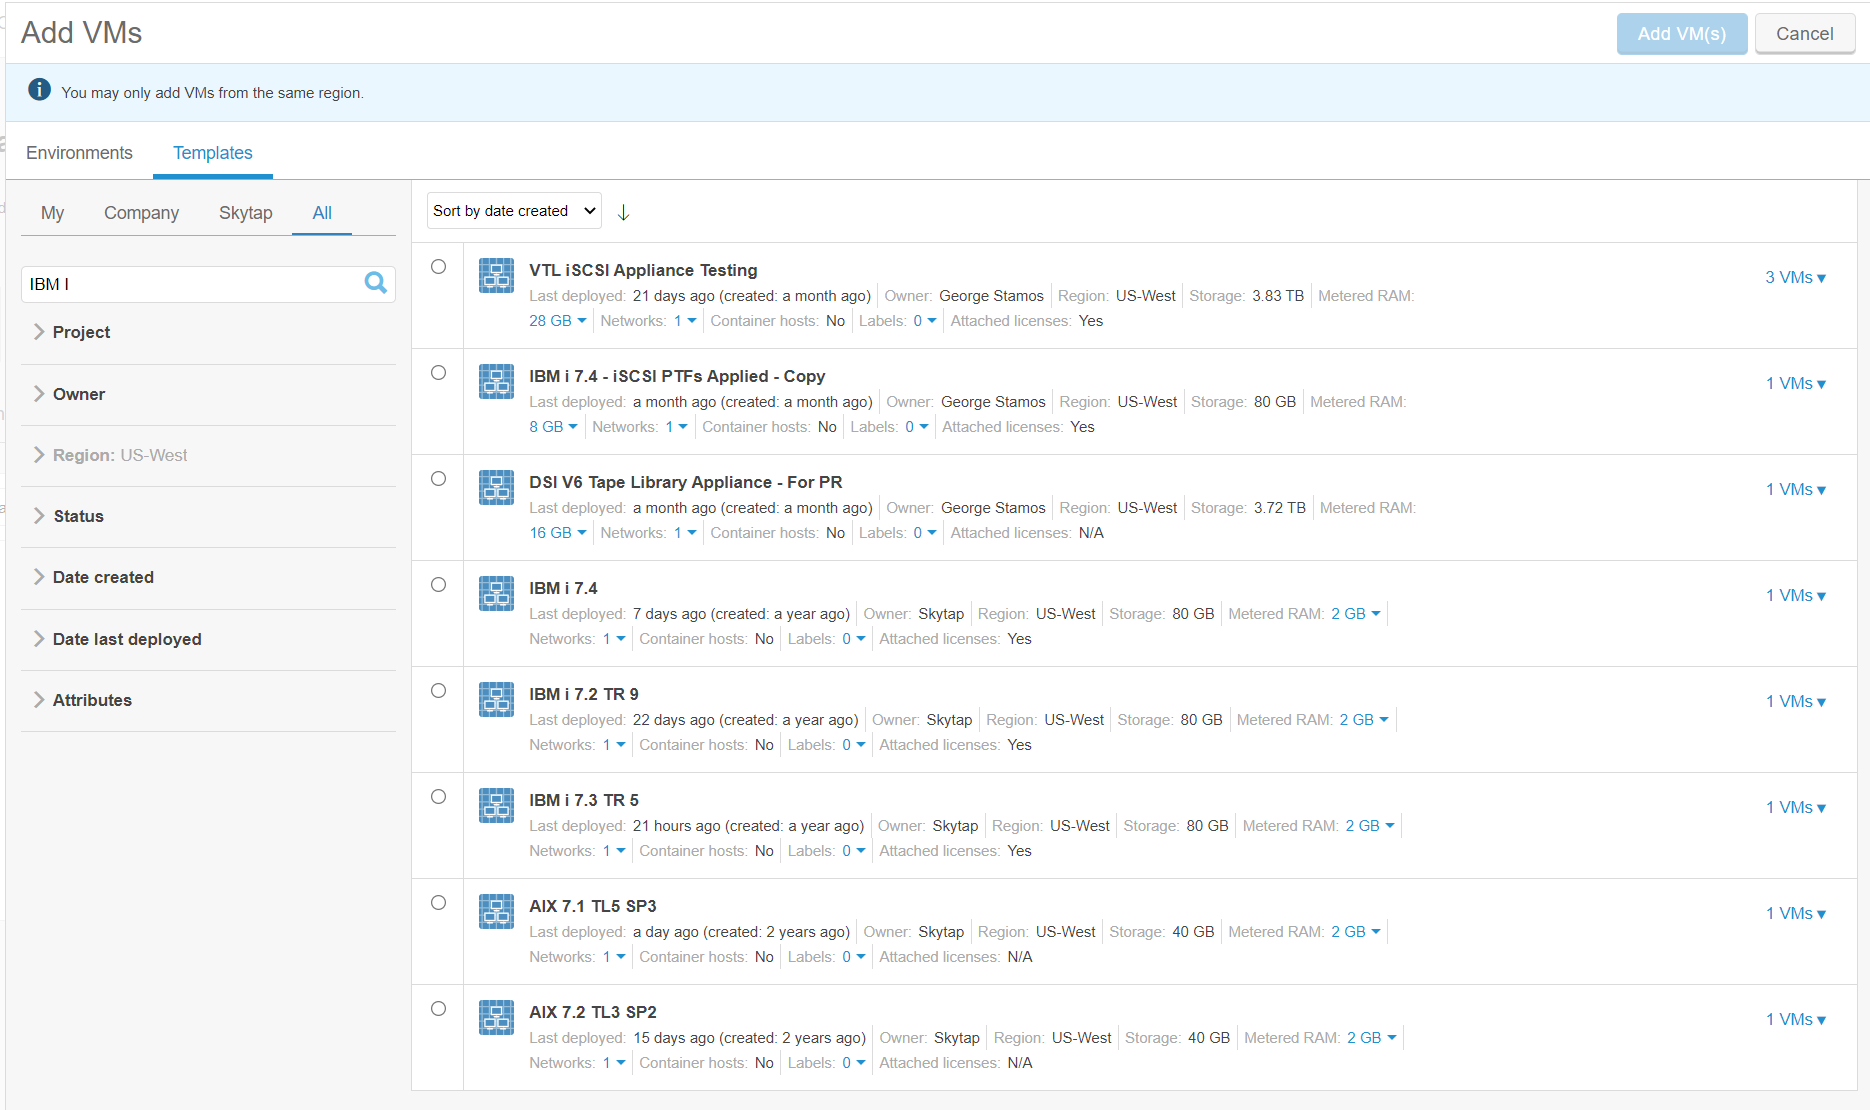 Add VMs
Add VM(s)
Cancel
You may only add VMs from the same region.
Environments
Templates
My
Company
Skytap
All
IBM I
Project
Owner
Region: US-West
Status
Date created
Date last deployed
Attributes
Sort by date created
VTL iSCSI Appliance Testing
Last deployed: 21 days ago (created: a month ago) Owner: George Stamos Region: US-West Storage: 3.83 TB Metered RAM:
28 GB Networks: 1 Container hosts: No Labels: 0 Attached licenses: Yes
3 VMs
IBM i 7.4 - iSCSI PTFs Applied - Copy
Last deployed: a month ago (created: a month ago) Owner: George Stamos Region: US-West Storage: 80 GB Metered RAM:
8 GB Networks: 1 Container hosts: No Labels: 0 Attached licenses: Yes
1 VMs
DSI V6 Tape Library Appliance - For PR
Last deployed: a month ago (created: a month ago) Owner: George Stamos Region: US-West Storage: 3.72 TB Metered RAM:
16 GB Networks: 1 Container hosts: No Labels: 0 Attached licenses: N/A
1 VMs
IBM i 7.4
Last deployed: 7 days ago (created: a year ago) Owner: Skytap Region: US-West Storage: 80 GB Metered RAM: 2 GB
Networks: 1 Container hosts: No Labels: 0 Attached licenses: Yes
1 VMs
IBM i 7.2 TR 9
Last deployed: 22 days ago (created: a year ago) Owner: Skytap Region: US-West Storage: 80 GB Metered RAM: 2 GB
Networks: 1 Container hosts: No Labels: 0 Attached licenses: Yes
1 VMs
IBM i 7.3 TR 5
Last deployed: 21 hours ago (created: a year ago) Owner: Skytap Region: US-West Storage: 80 GB Metered RAM: 2 GB
Networks: 1 Container hosts: No Labels: 0 Attached licenses: Yes
1 VMs
AIX 7.1 TL5 SP3
Last deployed: a day ago (created: 2 years ago) Owner: Skytap Region: US-West Storage: 40 GB Metered RAM: 2 GB
Networks: 1 Container hosts: No Labels: 0 Attached licenses: N/A
1 VMs
AIX 7.2 TL3 SP2
Last deployed: 15 days ago (created: 2 years ago) Owner: Skytap Region: US-West Storage: 40 GB Metered RAM: 2 GB
Networks: 1 Container hosts: No Labels: 0 Attached licenses: N/A
1 VMs